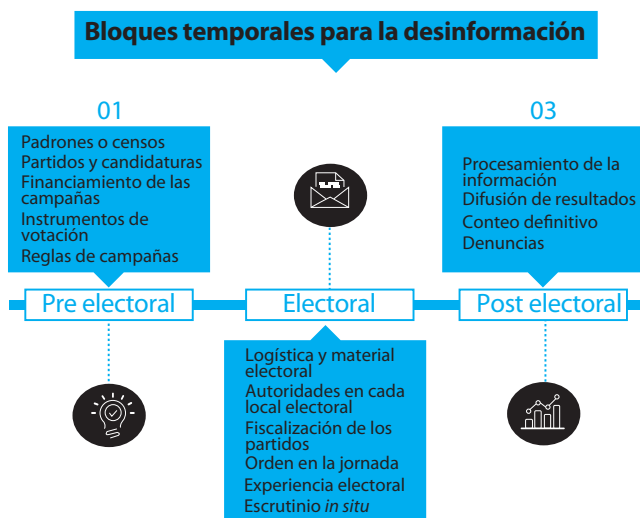 Bloques temporales para la desinformación
01
Padrones o censos
Partidos y candidaturas
Financiamiento de las
campañas
Instrumentos de
votación
Reglas de campañas
Pre electoral
Electoral
Logística y material
electoral
Autoridades en cada
local electoral
Fiscalización de los
partidos
Orden en la jornada
Experiencia electoral
Escrutinio in situ
03
Procesamiento de la
información
Difusión de resultados
Conteo definitivo
Denuncias
Post electoral